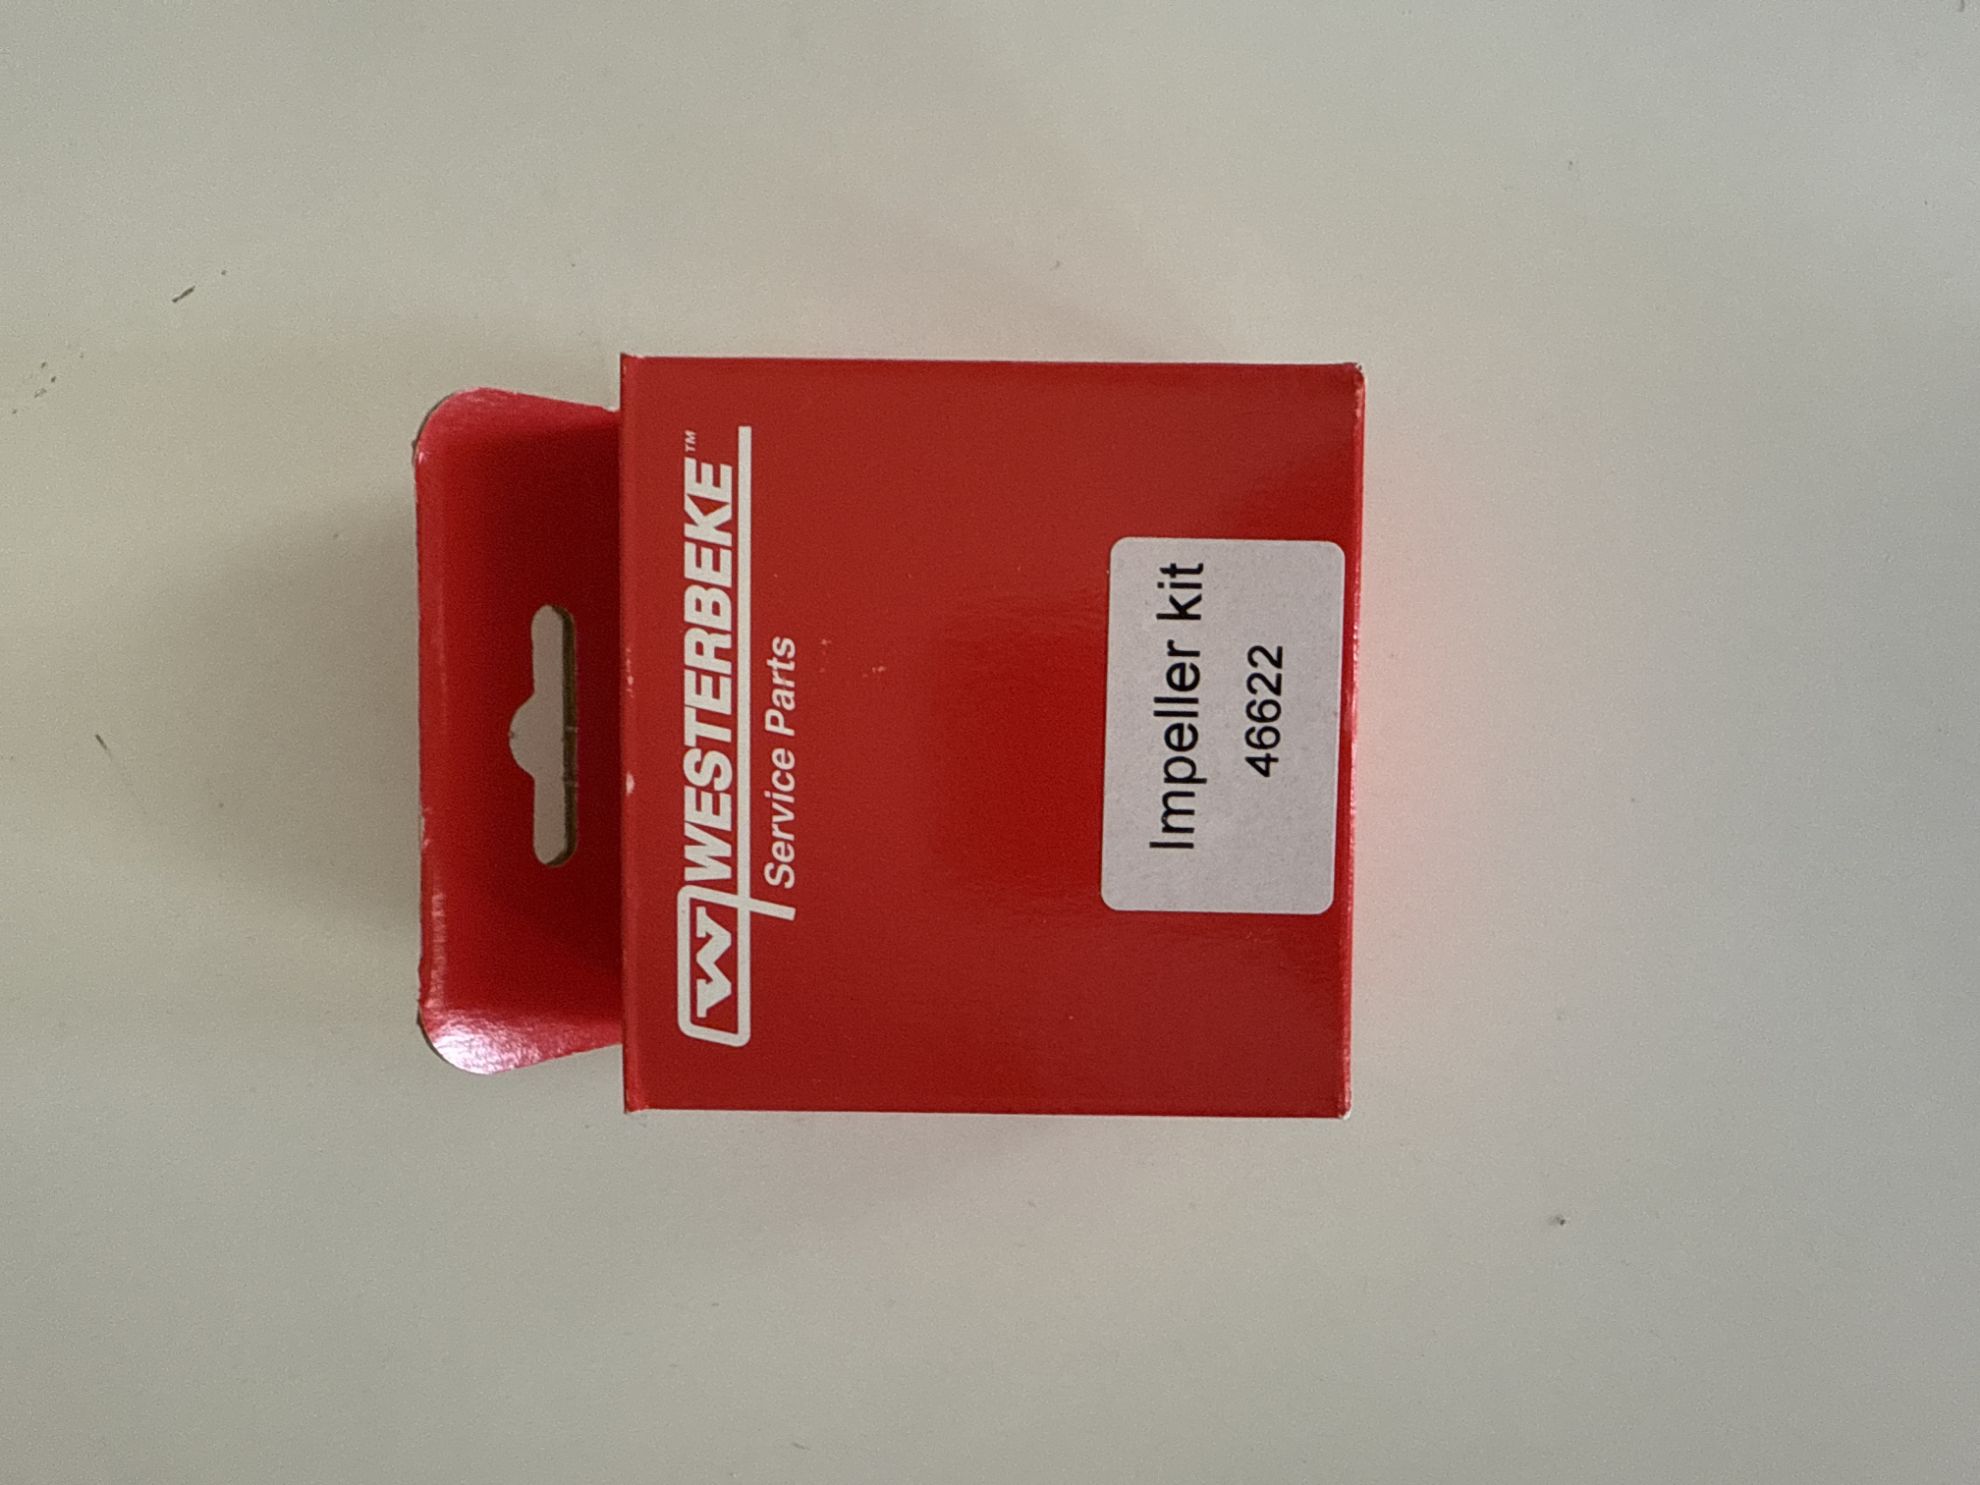 W WESTERBEKE™
Service Parts
Impeller kit
46622